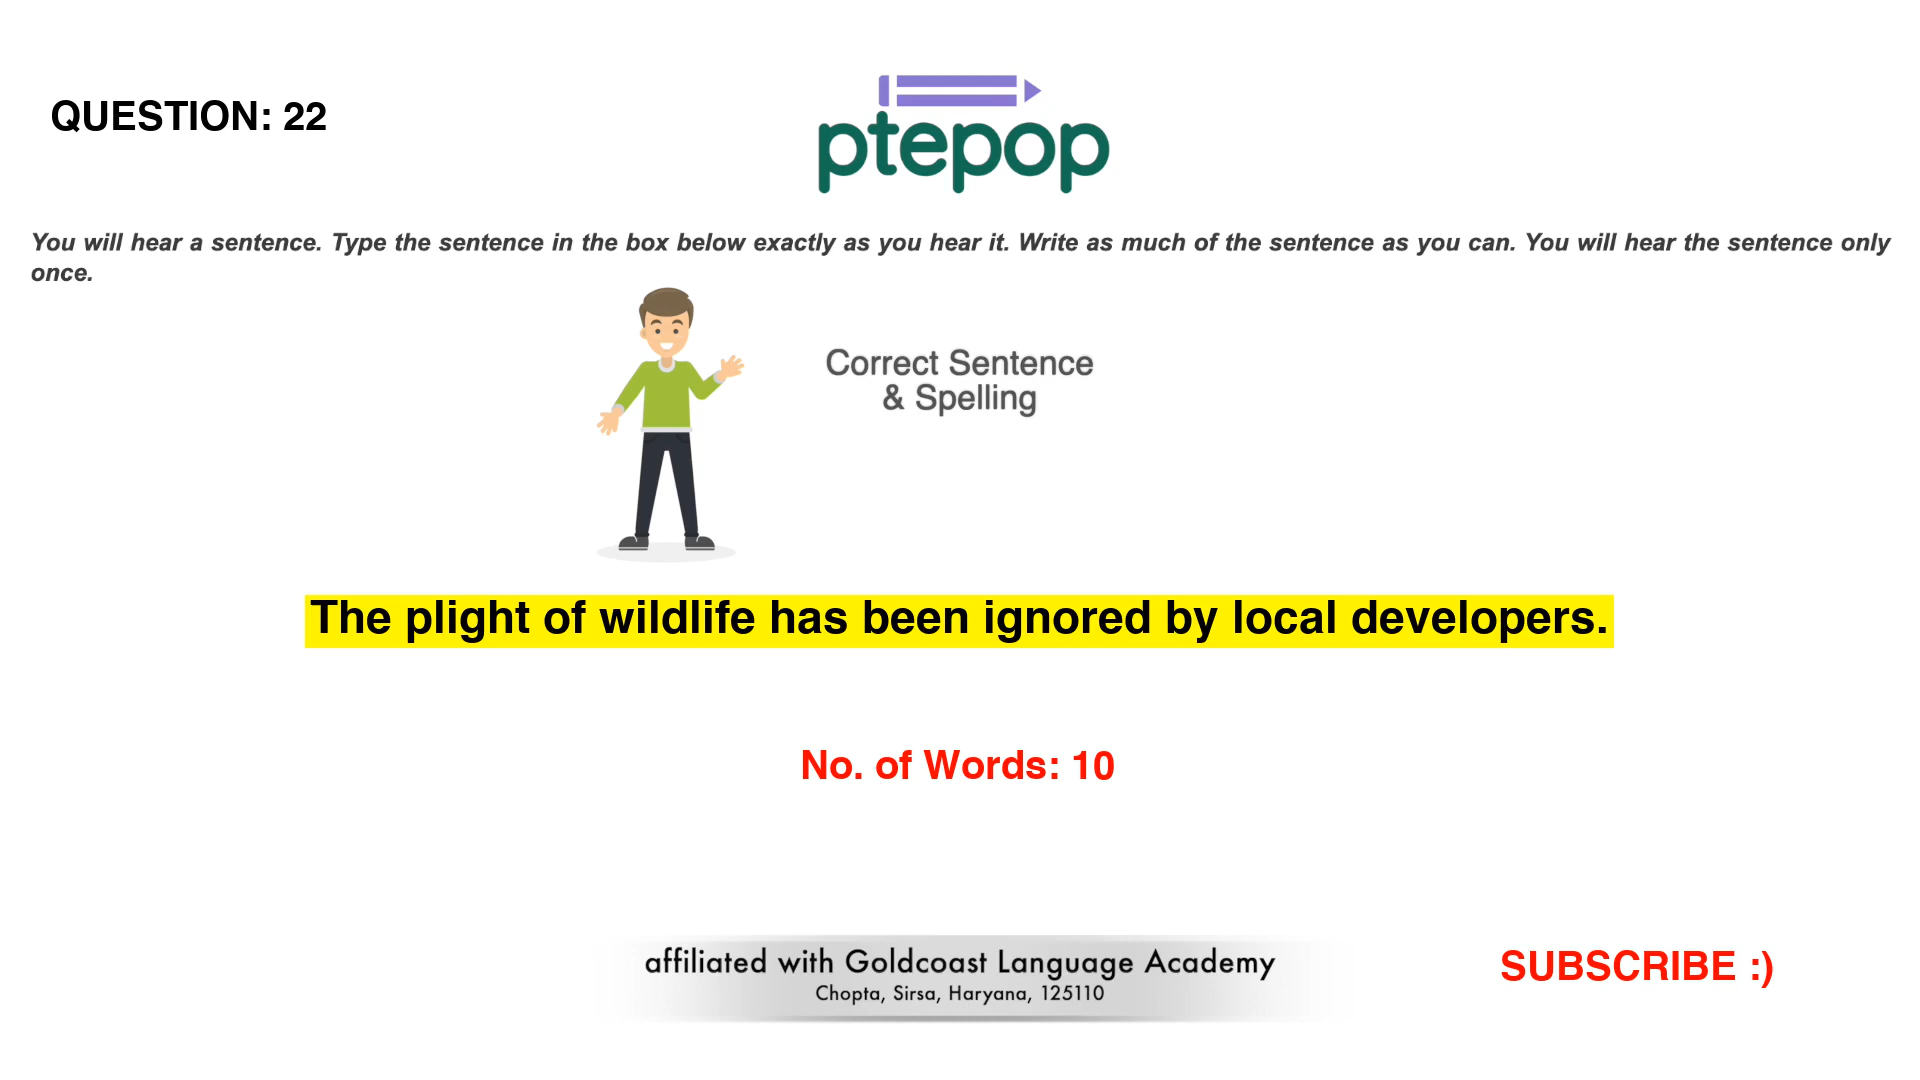 QUESTION: 22
ptepop
You will hear a sentence. Type the sentence in the box below exactly as you hear it. Write as much of the sentence as you can. You will hear the sentence only
once.
Correct Sentence
& Spelling
The plight of wildlife has been ignored by local developers.
No. of Words: 10
affiliated with Goldcoast Language Academy
Chopta, Sirsa, Haryana, 125110
SUBSCRIBE :)